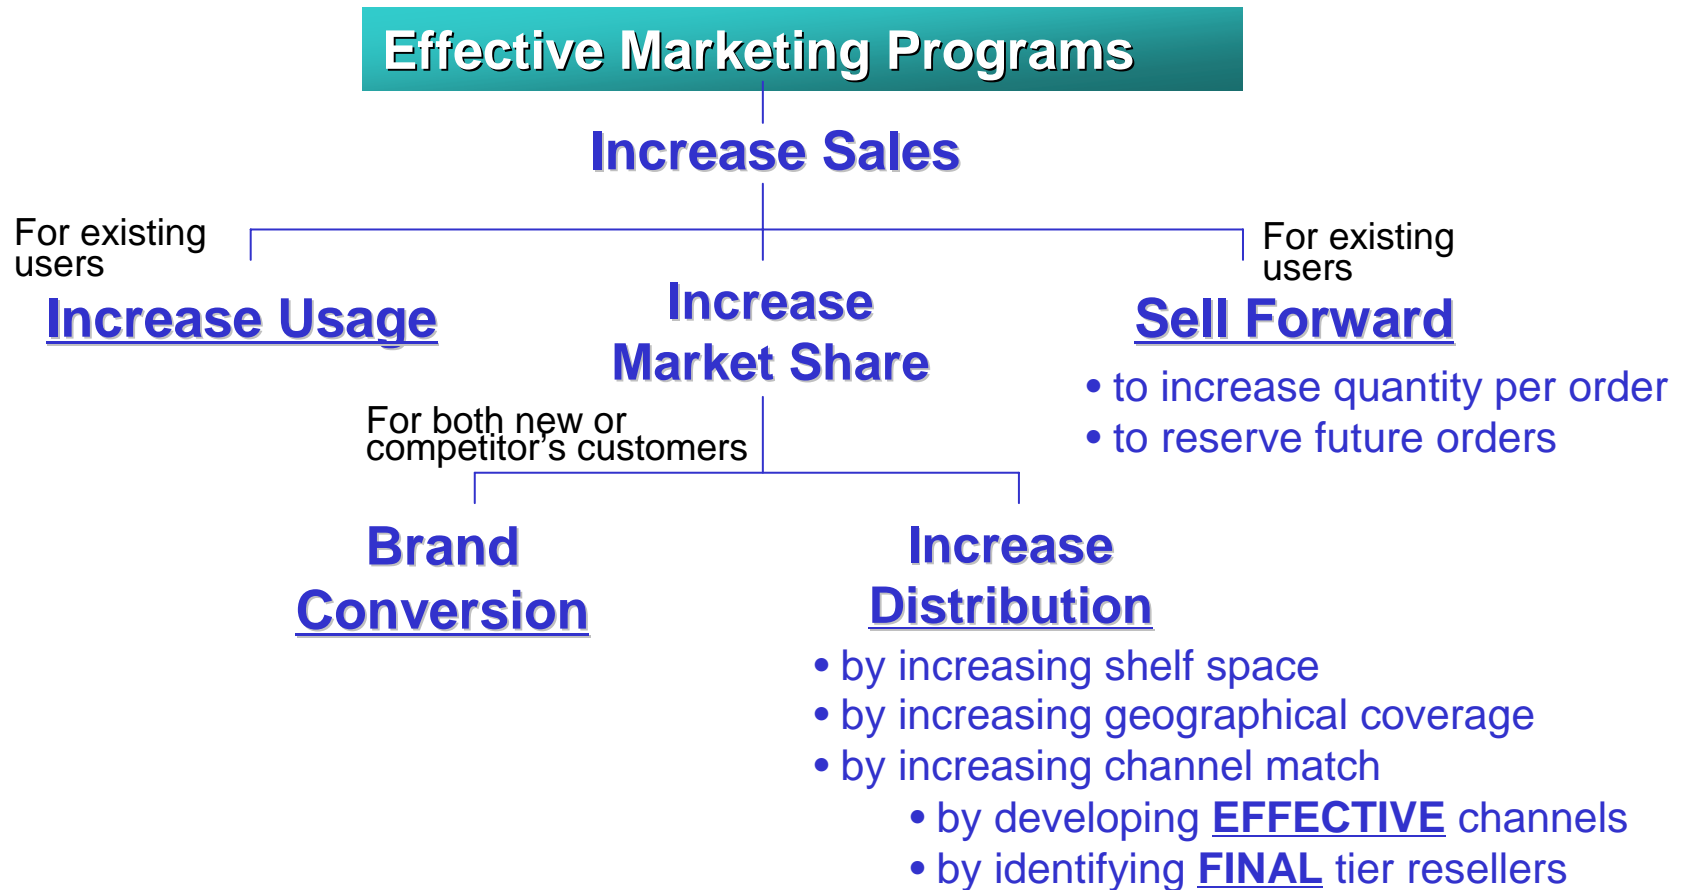 Effective Marketing Programs
Increase Sales
For existing
users
Increase Usage
Increase
Market Share
For existing
users
Sell Forward
• to increase quantity per order
• to reserve future orders
For both new or
competitor’s customers
Brand
Conversion
Increase
Distribution
• by increasing shelf space
• by increasing geographical coverage
• by increasing channel match
• by developing EFFECTIVE channels
• by identifying FINAL tier resellers